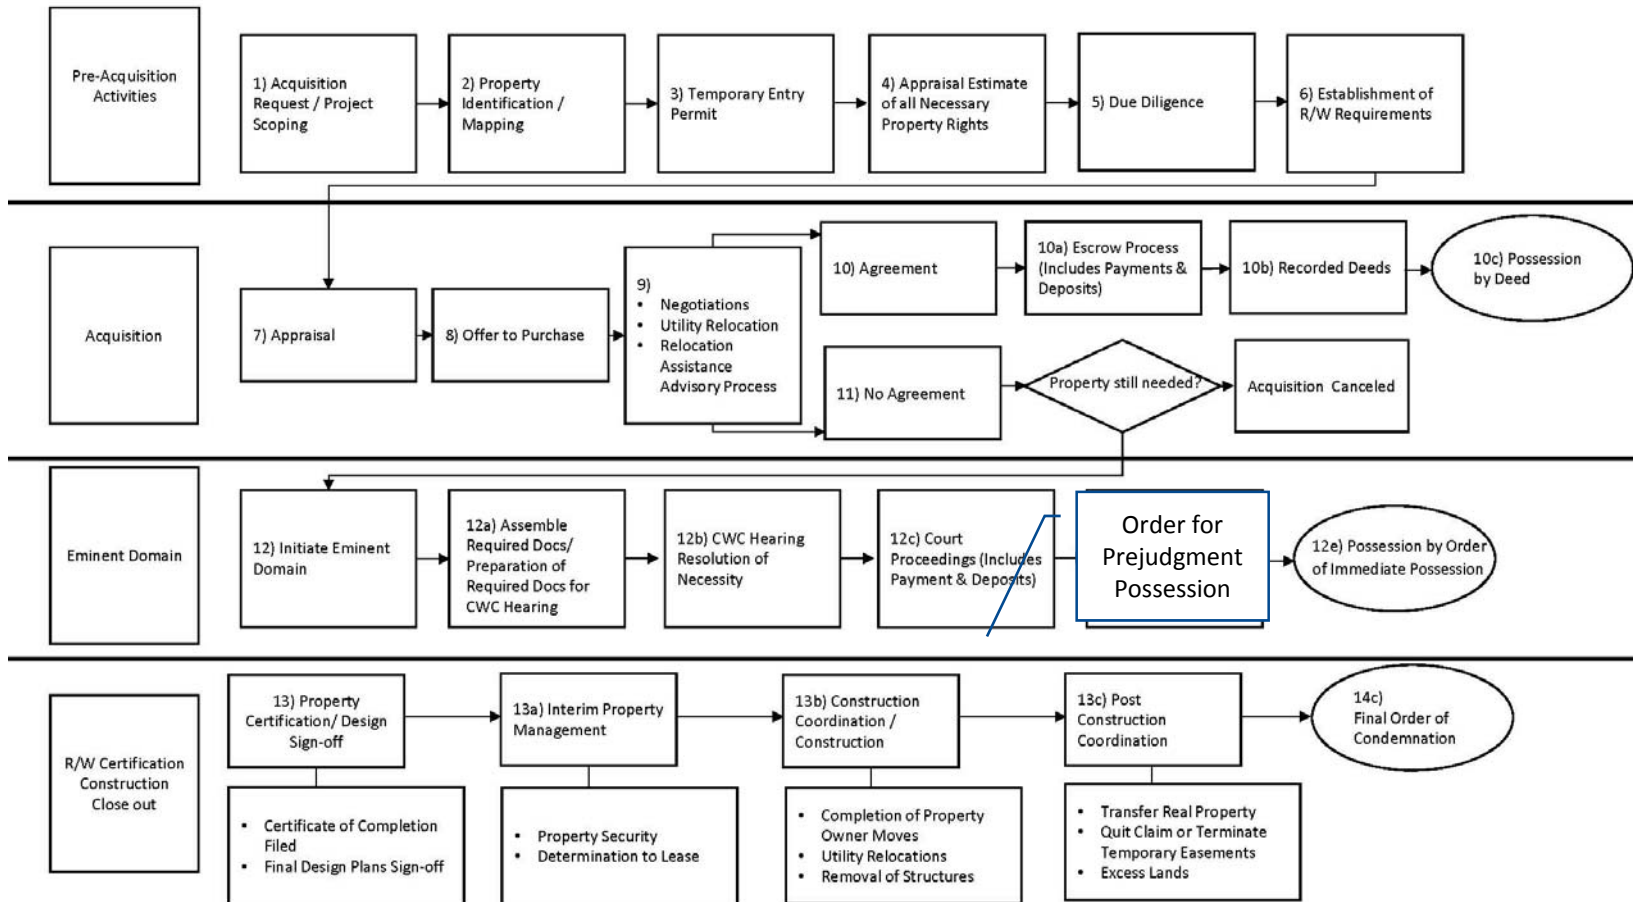 Pre-Acquisition
Activities
1) Acquisition
Request / Project
Scoping
2) Property
Identification /
Mapping
3) Temporary Entry
Permit
4) Appraisal Estimate
of all Necessary
Property Rights
5) Due Diligence
6) Establishment of
R/W Requirements
Acquisition
7) Appraisal
8) Offer to Purchase
9)
• Negotiations
• Utility Relocation
• Relocation
Assistance
Advisory Process
10) Agreement
10a) Escrow Process
(Includes Payments &
Deposits)
10b) Recorded Deeds
10c) Possession
by Deed
11) No Agreement
Property still needed?
Acquisition Canceled
Eminent Domain
12) Initiate Eminent
Domain
12a) Assemble
Required Docs/
Preparation of
Required Docs for
CWC Hearing
12b) CWC Hearing
Resolution of
Necessity
12c) Court
Proceedings (Includes
Payment & Deposits)
Order for
Prejudgment
Possession
12e) Possession by Order
of Immediate Possession
R/W Certification
Construction
Close out
13) Property
Certification/ Design
Sign-off
13a) Interim Property
Management
13b) Construction
Coordination /
Construction
13c) Post
Construction
Coordination
14c)
Final Order of
Condemnation
• Certificate of Completion
Filed
• Final Design Plans Sign-off
• Property Security
• Determination to Lease
• Completion of Property
Owner Moves
• Utility Relocations
• Removal of Structures
• Transfer Real Property
• Quit Claim or Terminate
Temporary Easements
• Excess Lands